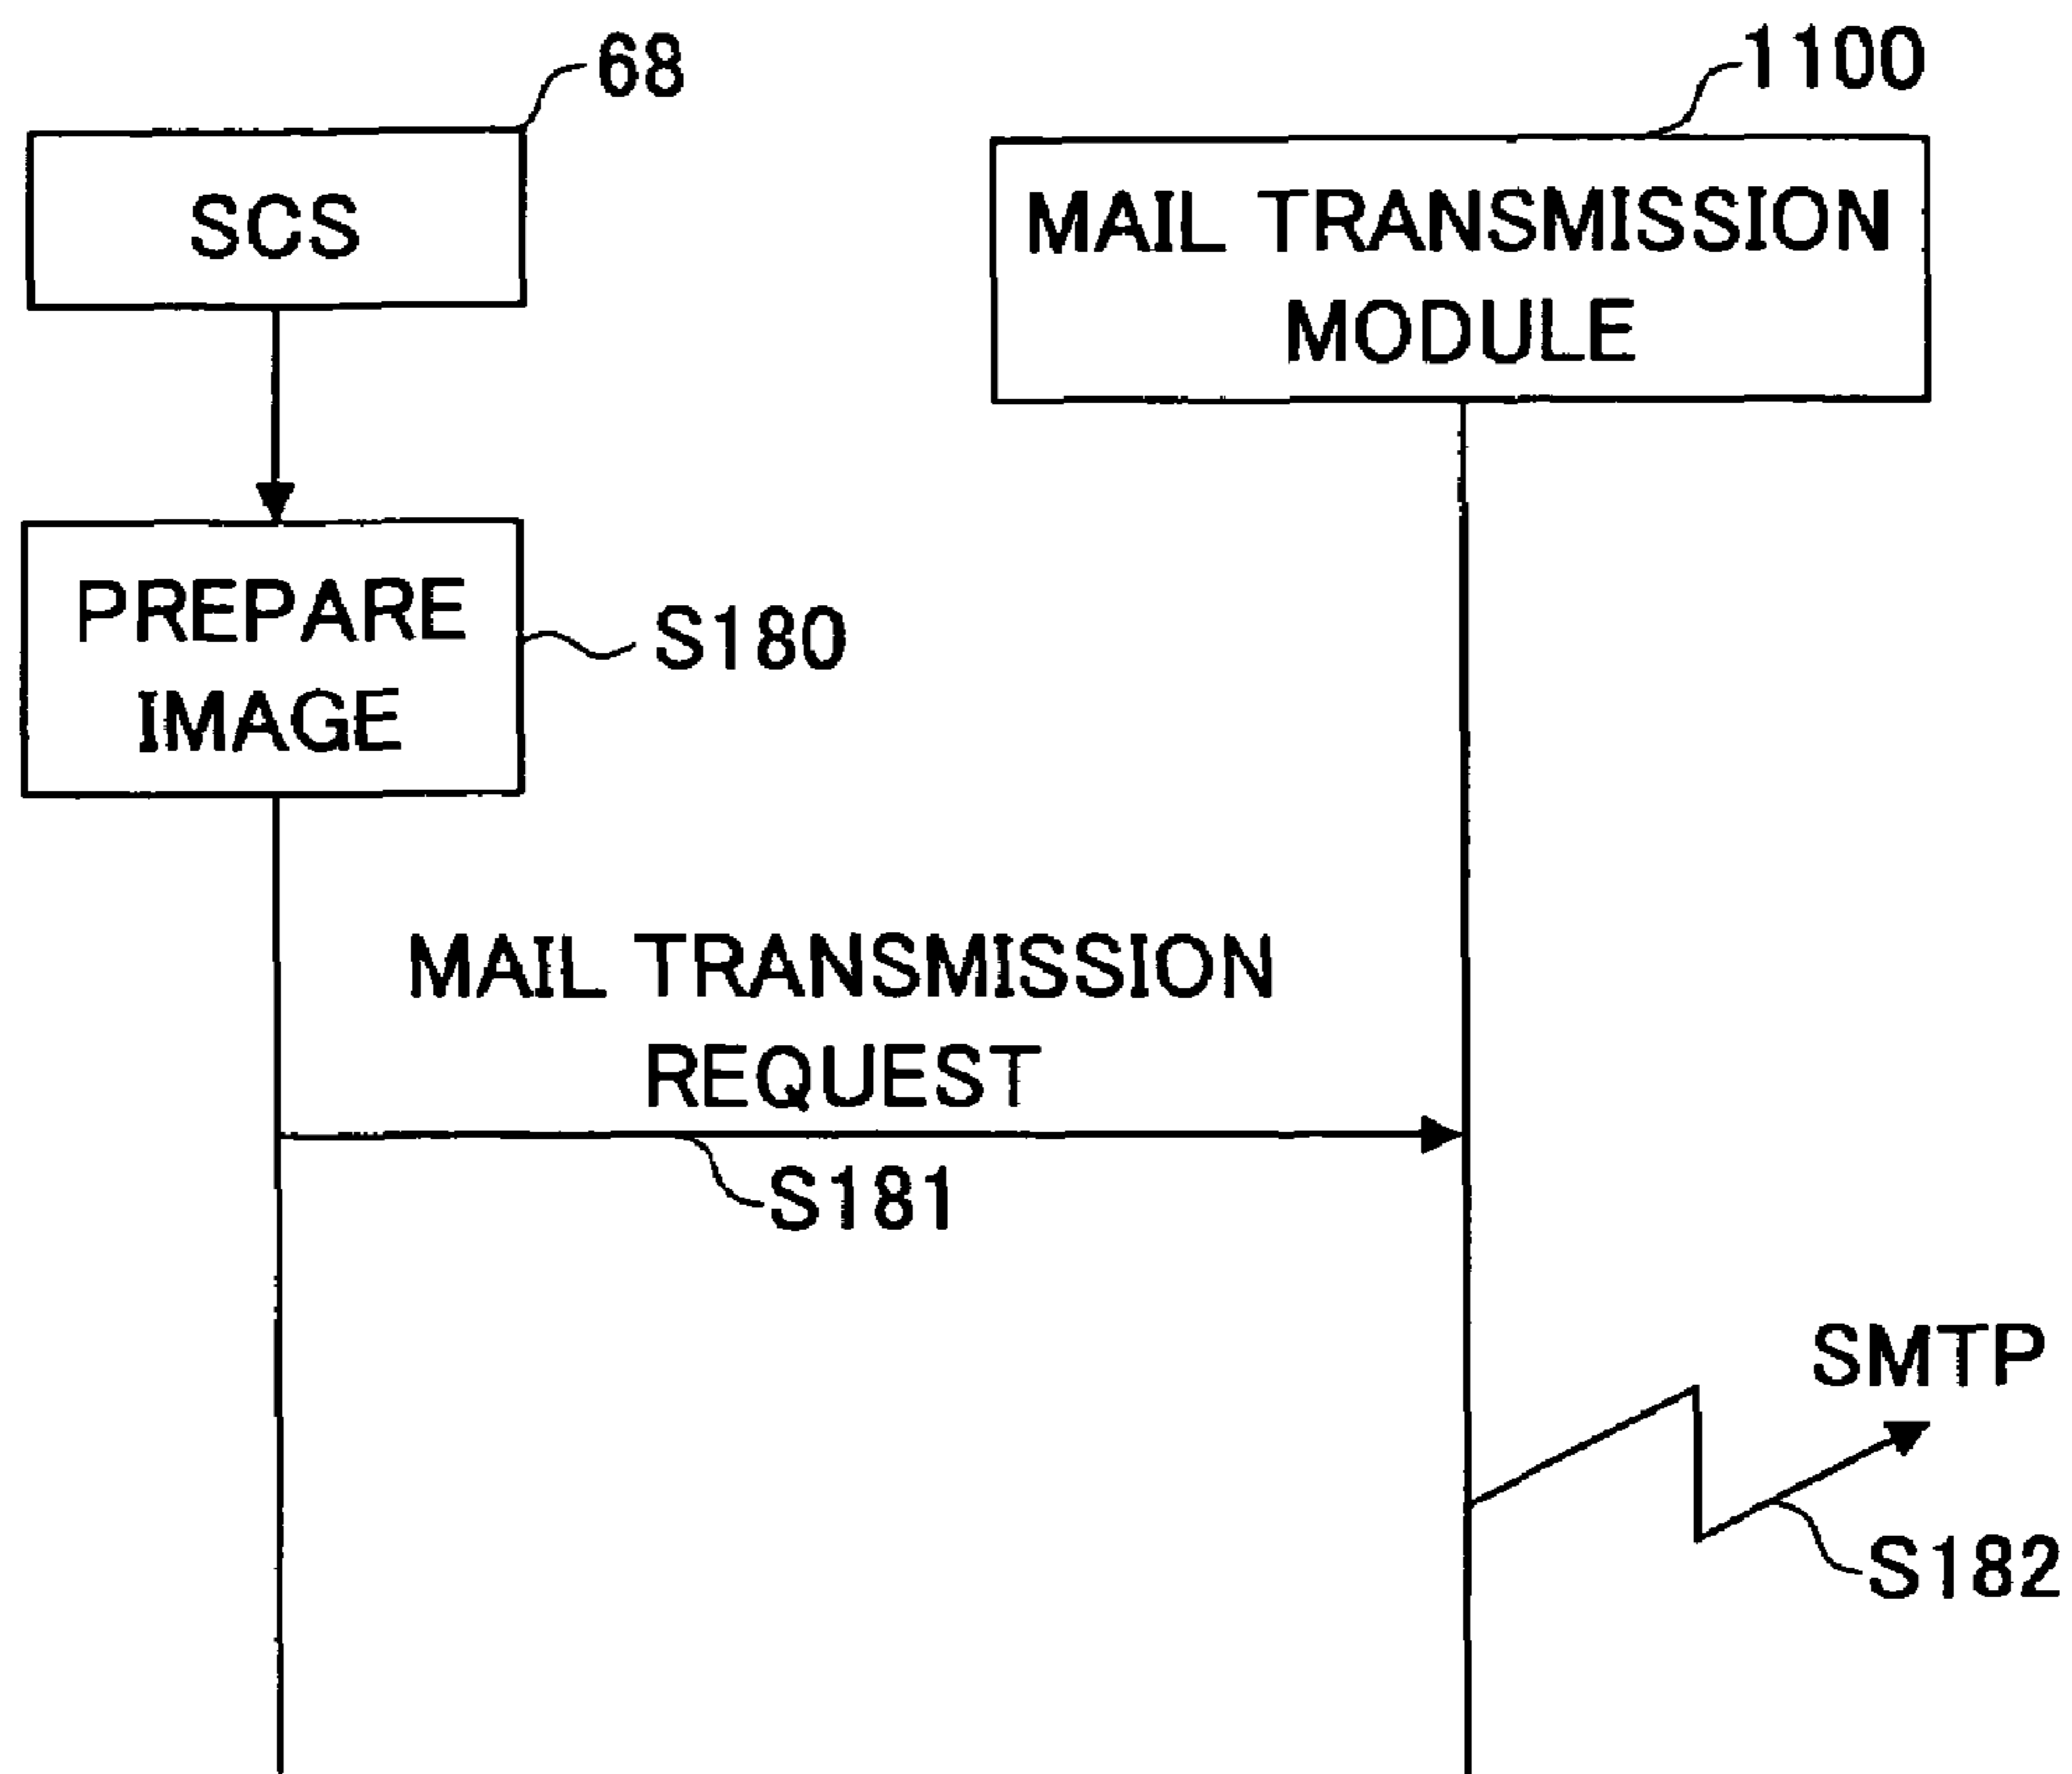 68
1100
SCS
MAIL TRANSMISSION
MODULE
PREPARE
IMAGE
S180
MAIL TRANSMISSION
REQUEST
S181
SMTP
S182